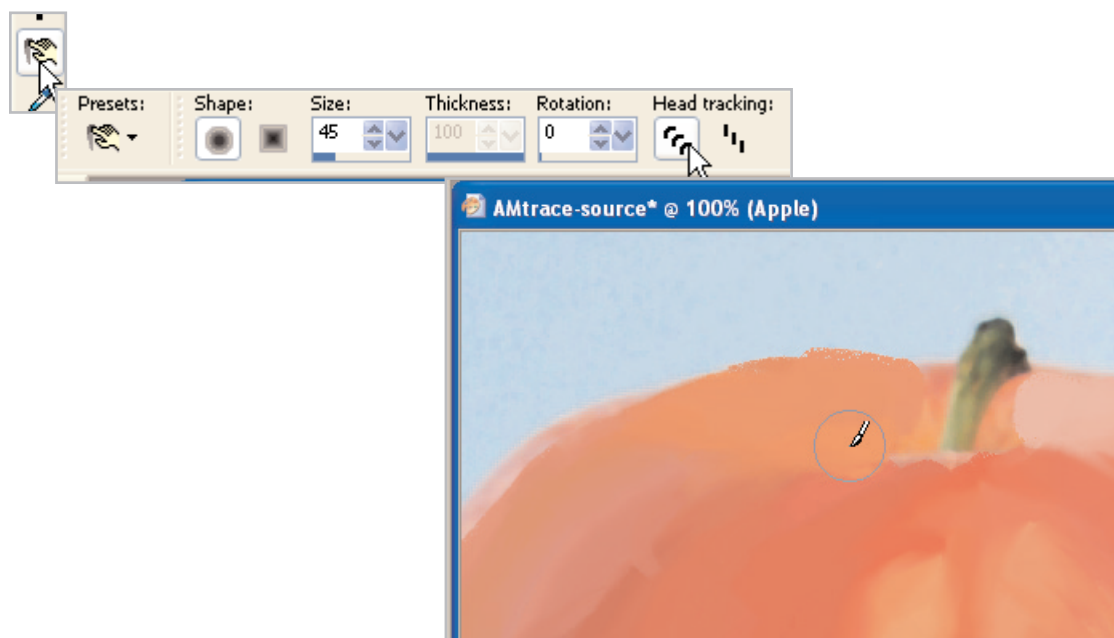 Presets: Shape: Size: Thickness: Rotation: Head tracking:
45 100 0
AMtrace-source* @ 100% (Apple)